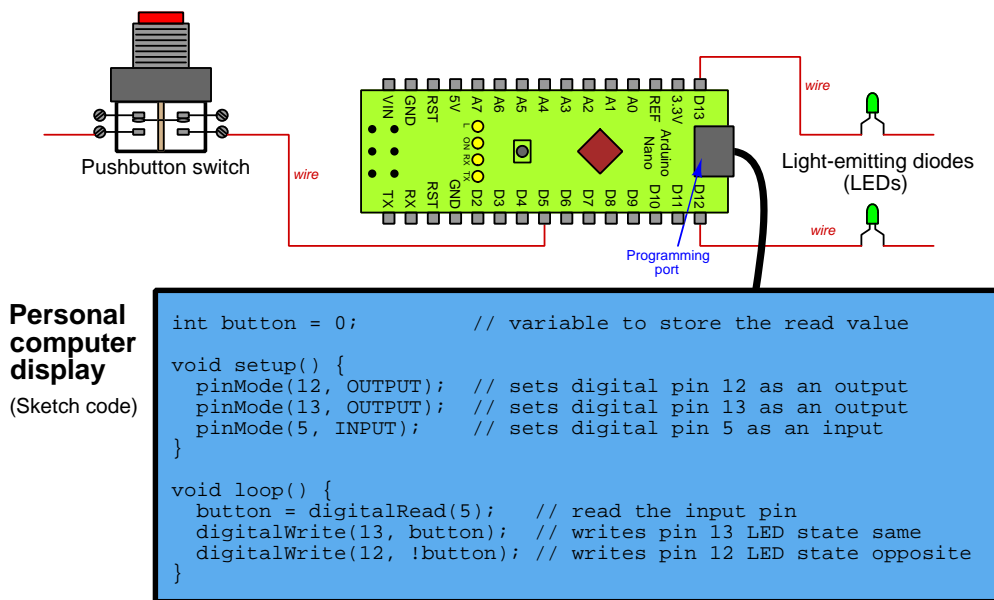 VIN
GND
RST
5V
A7
A6
A5
A4
A3
A2
A1
A0
REF
3.3V
D13
wire
L
ON
RX
TX
Arduino
Nano
Pushbutton switch
wire
Light-emitting diodes
(LEDs)
TX
RX
RST
GND
D2
D3
D4
D5
D6
D7
D8
D9
D10
D11
D12
wire
Programming
port
Personal
computer
display
(Sketch code)
int button = 0;          // variable to store the read value
void setup() {
  pinMode(12, OUTPUT);   // sets digital pin 12 as an output
  pinMode(13, OUTPUT);   // sets digital pin 13 as an output
  pinMode(5, INPUT);     // sets digital pin 5 as an input
}
void loop() {
  button = digitalRead(5);   // read the input pin
  digitalWrite(13, button);  // writes pin 13 LED state same
  digitalWrite(12, !button); // writes pin 12 LED state opposite
}